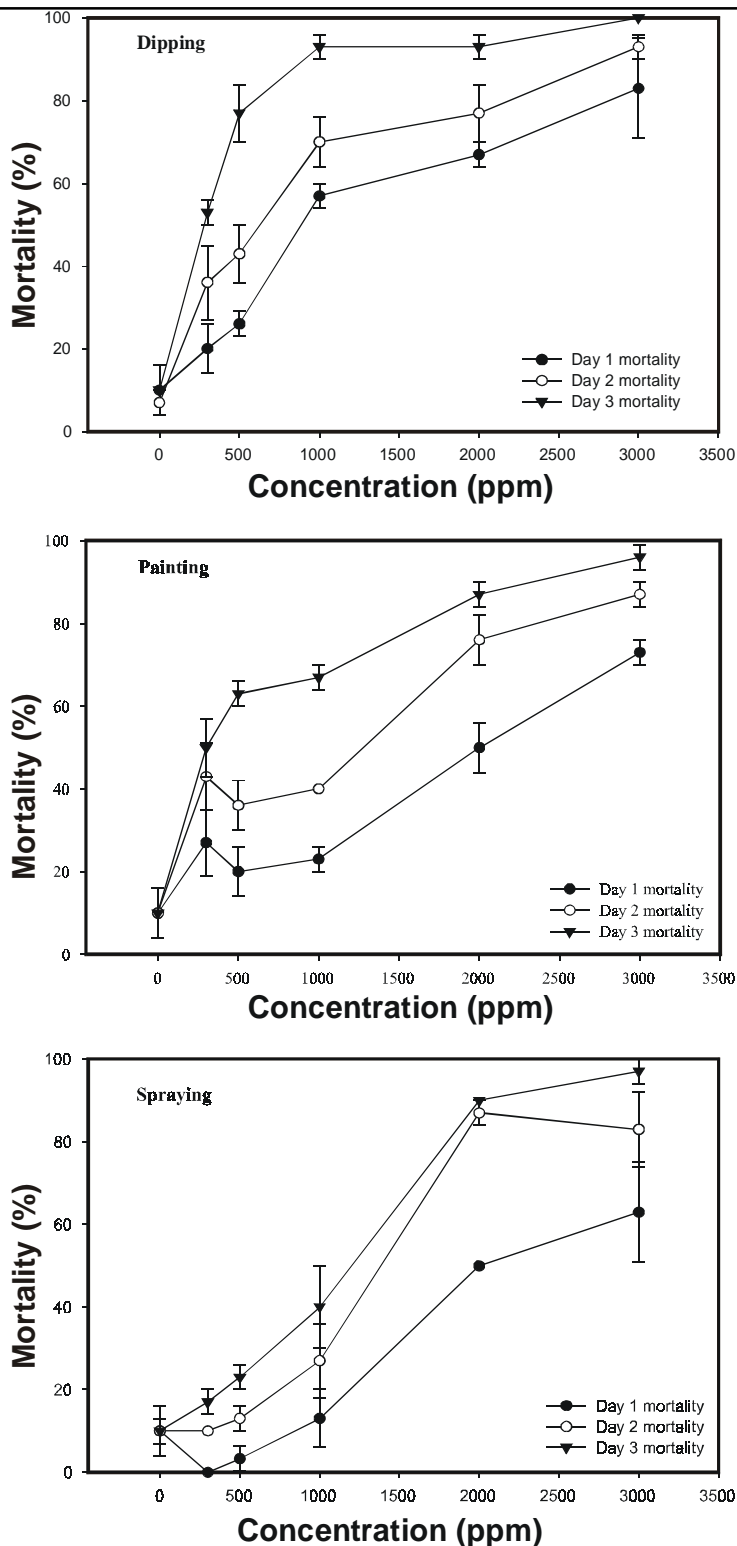 Dipping
Mortality (%)
100
80
60
40
20
0
Day 1 mortality
Day 2 mortality
Day 3 mortality
0 500 1000 1500 2000 2500 3000 3500
Concentration (ppm)
Painting
Mortality (%)
100
80
60
40
20
0
Day 1 mortality
Day 2 mortality
Day 3 mortality
0 500 1000 1500 2000 2500 3000 3500
Concentration (ppm)
Spraying
Mortality (%)
100
80
60
40
20
0
Day 1 mortality
Day 2 mortality
Day 3 mortality
0 500 1000 1500 2000 2500 3000 3500
Concentration (ppm)